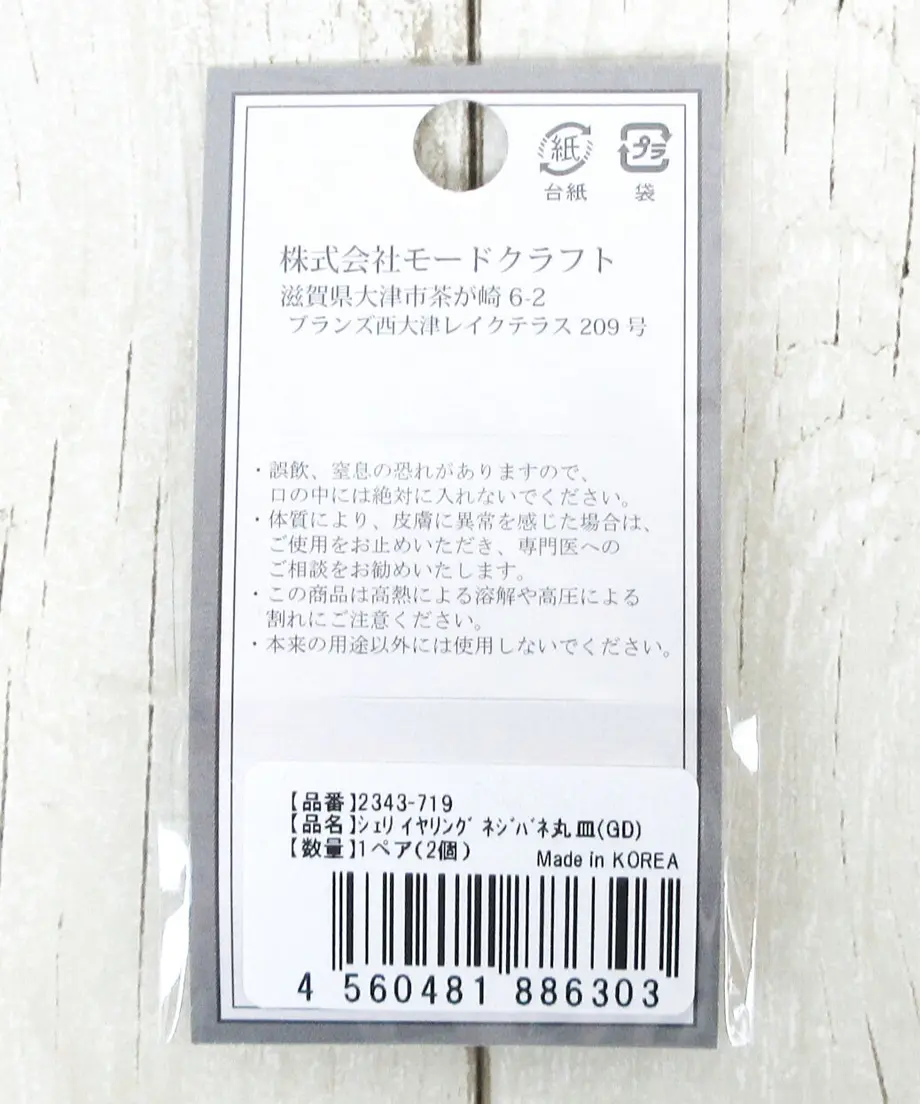 紙 プラ
台紙 袋
株式会社モードクラフト
滋賀県大津市茶が崎 6-2
ブランズ西大津レイクテラス 209 号
・誤飲、窒息の恐れがありますので、
口の中には絶対に入れないでください。
・体質により、皮膚に異常を感じた場合は、
ご使用をお止めいただき、専門医への
ご相談をお勧めいたします。
・この商品は高熱による溶解や高圧による
割れにご注意ください。
・本来の用途以外には使用しないでください。
【品番】2343-719
【品名】ｼｪﾘ ｲﾔﾘﾝｸﾞ ﾈｼﾞﾊﾞﾈ丸皿(GD)
【数量】1ペア(2個)
Made in KOREA
4 560481 886303